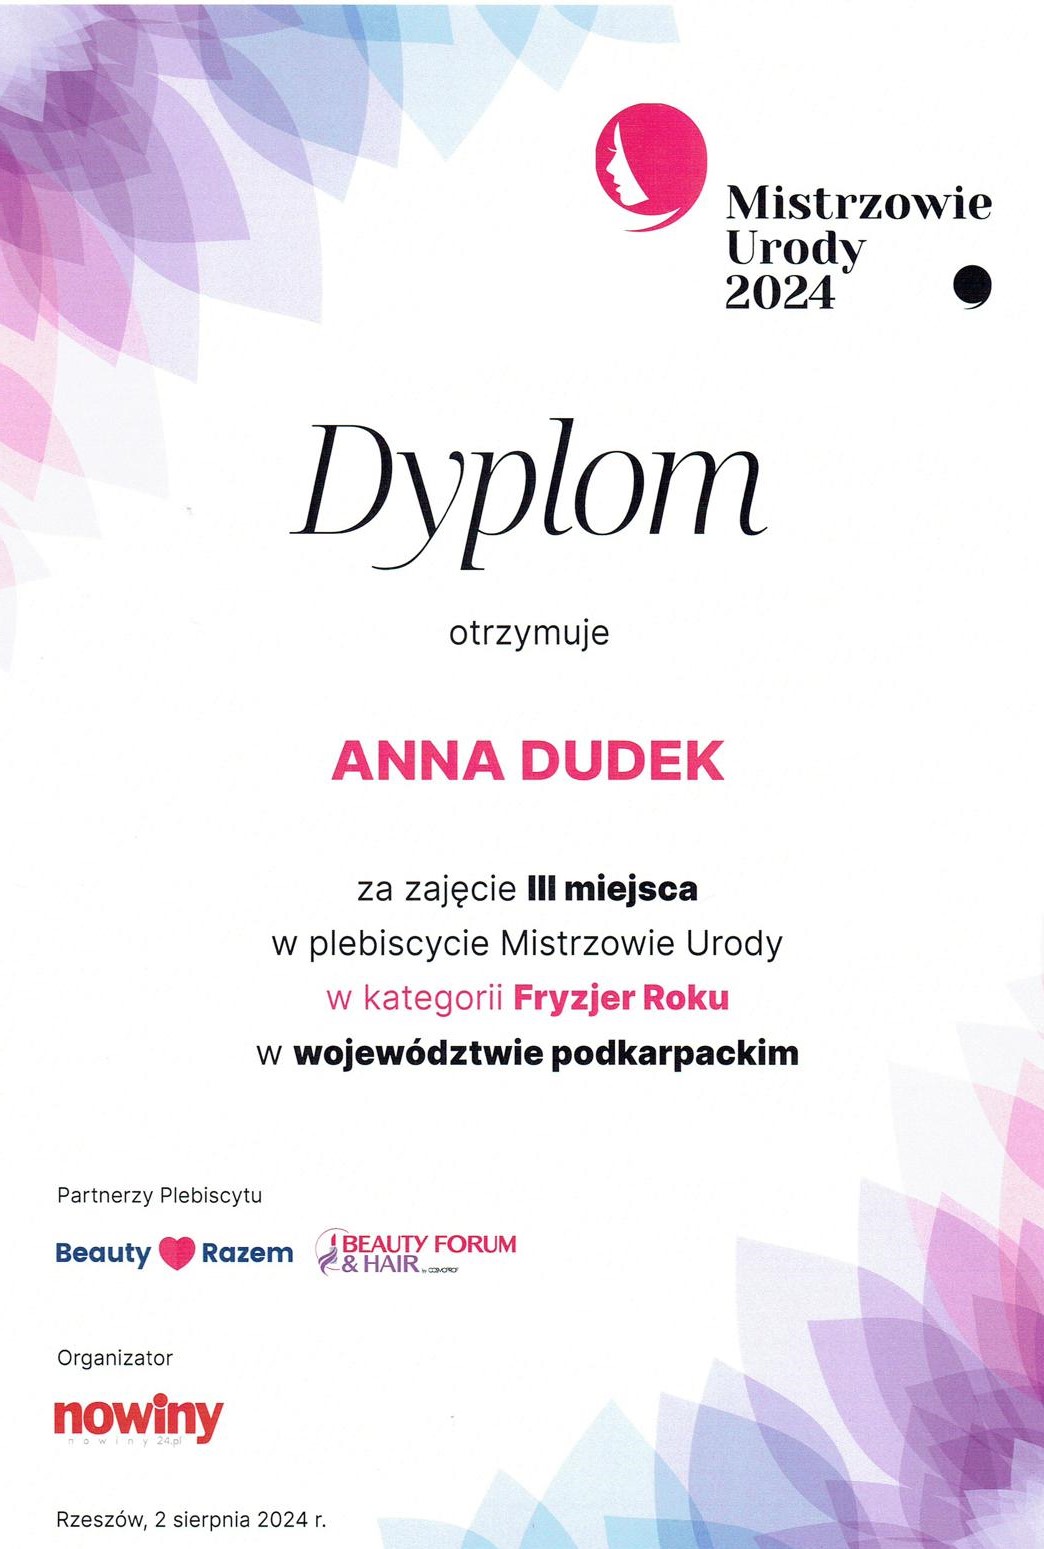 Mistrzowie
Urody
2024
Dyplom
otrzymuje
ANNA DUDEK
za zajęcie III miejsca
w plebiscycie Mistrzowie Urody
w kategorii Fryzjer Roku
w województwie podkarpackim
Partnerzy Plebiscytu
Beauty Razem
BEAUTY FORUM
& HAIR by COSMOPROF
Organizator
nowiny
nowiny24.pl
Rzeszów, 2 sierpnia 2024 r.